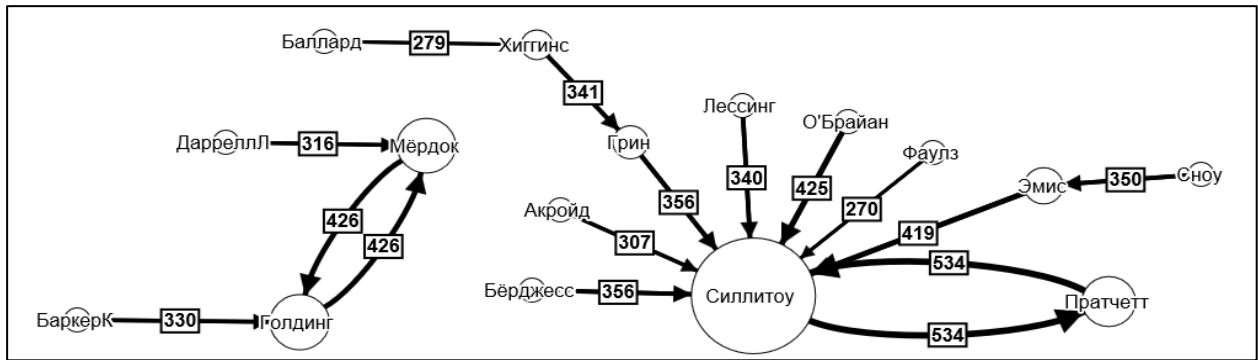 Баллард
279
Хиггинс
341
Грин
356
Лессинг
340
О'Брайан
425
Фаулз
270
Эмис
350
Сноу
419
ДарреллЛ
316
Мёрдок
426
426
Акройд
307
Бёрджесс
356
Силлитоу
534
534
Пратчетт
БаркерК
330
Голдинг